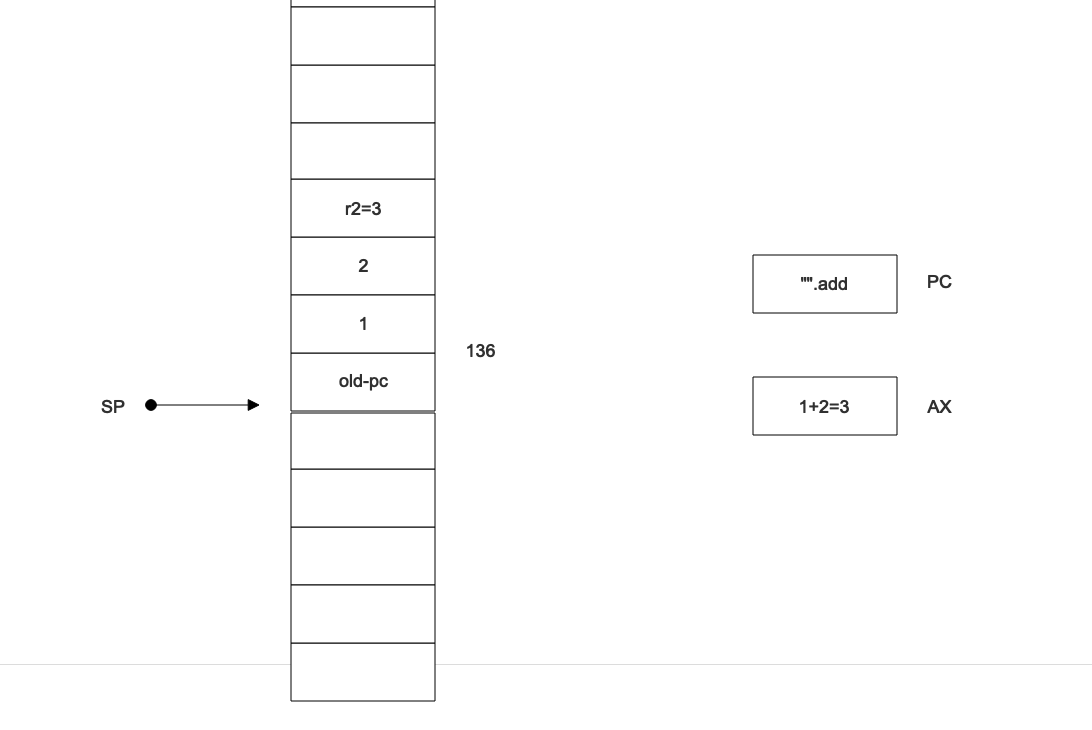 r2=3
2
"".add
PC
1
136
old-pc
SP
1+2=3
AX